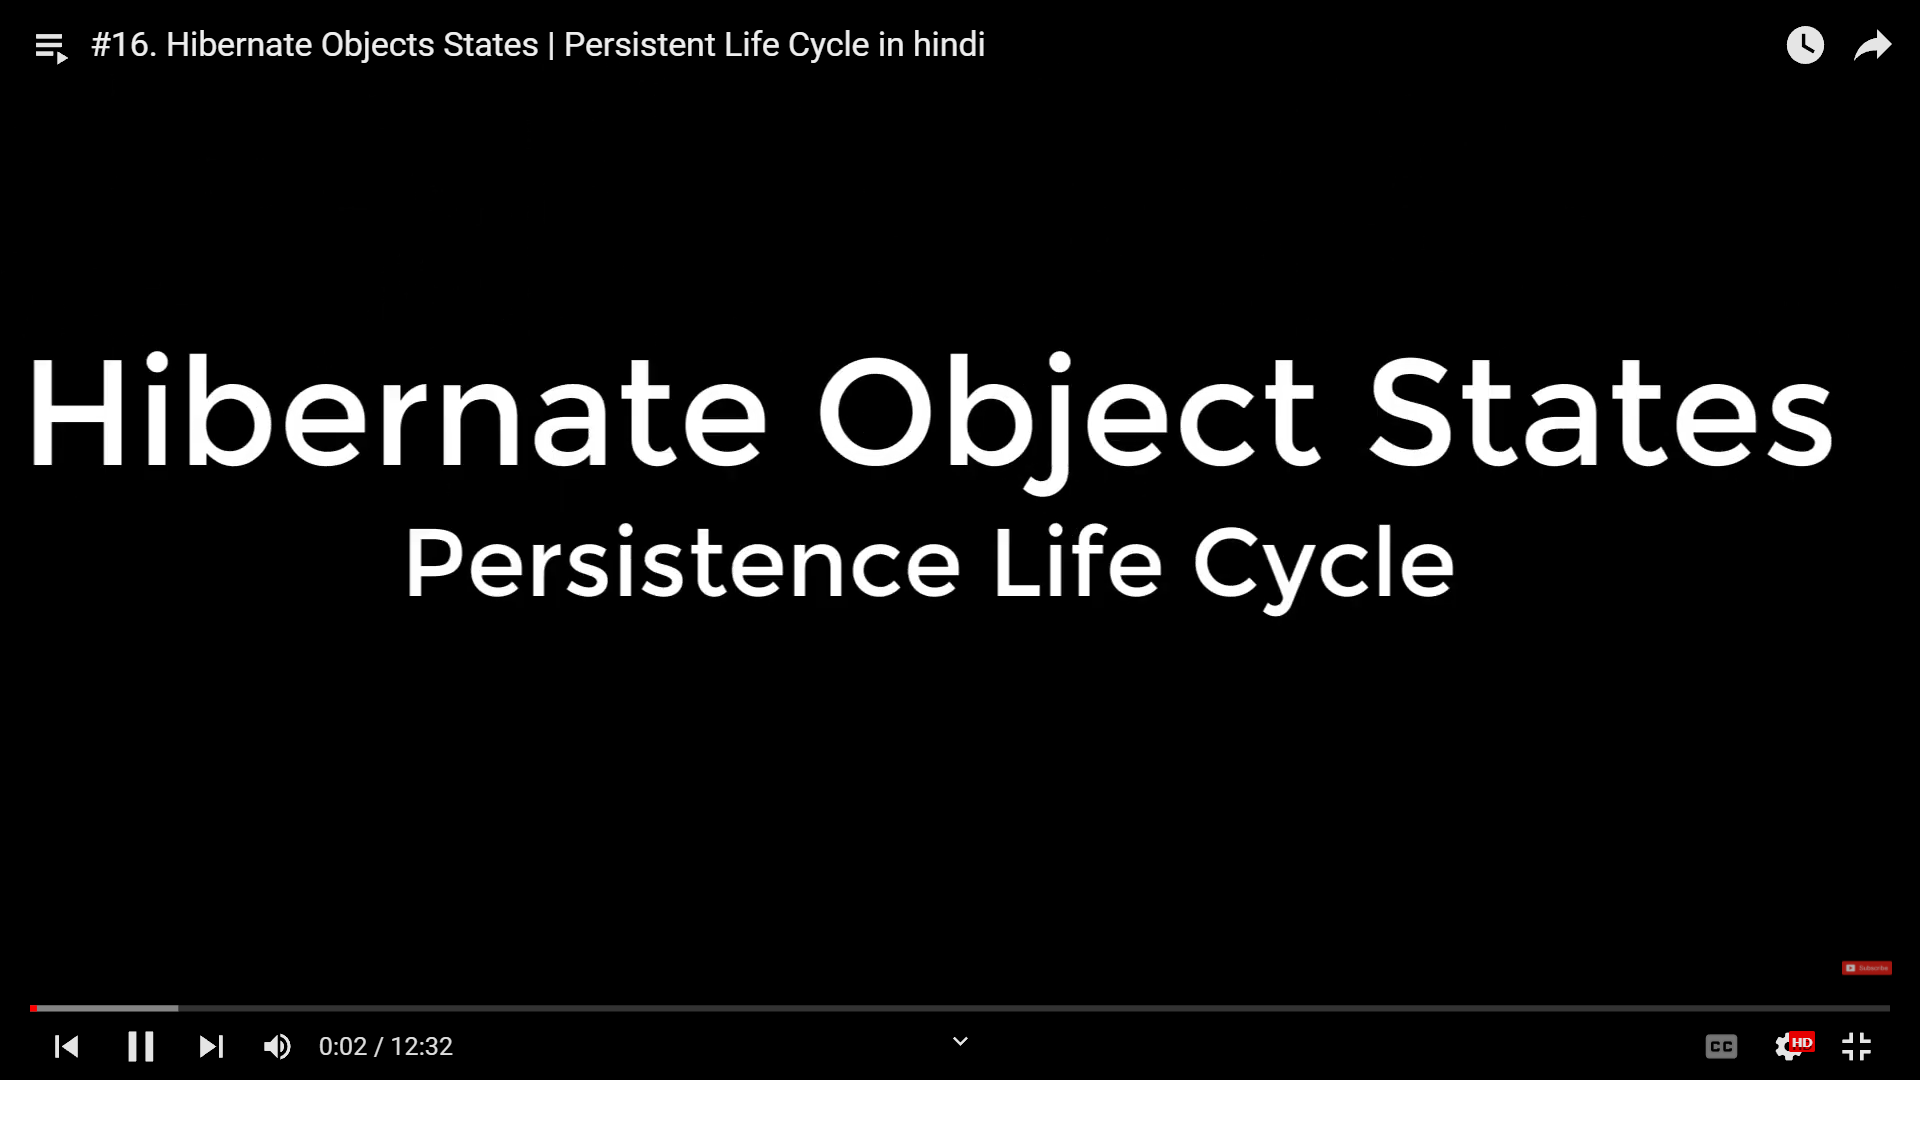 #16. Hibernate Objects States | Persistent Life Cycle in hindi
Hibernate Object States
Persistence Life Cycle
Subscribe
0:02 / 12:32
CC
HD